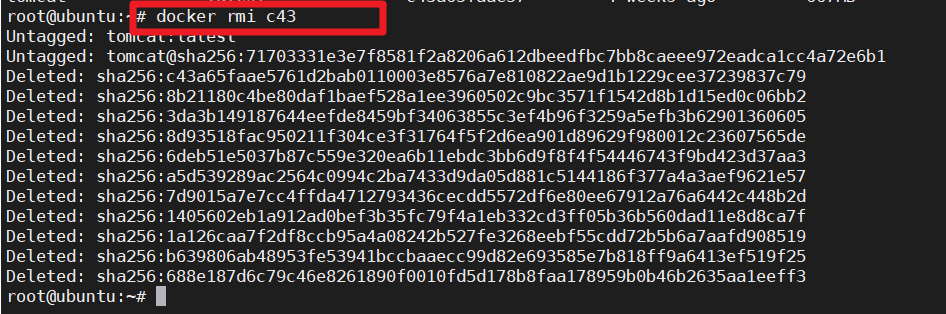 root@ubuntu:~# docker rmi c43
Untagged: tomcat:latest
Untagged: tomcat@sha256:71703331e3e7f8581f2a8206a612dbeedfbc7bb8caeee972eadca1cc4a72e6b1
Deleted: sha256:c43a65faae5761d2bab0110003e8576a7e810822ae9d1b1229cee37239837c79
Deleted: sha256:8b21180c4be80daf1baef528a1ee3960502c9bc3571f1542d8b1d15ed0c06bb2
Deleted: sha256:3da3b149187644eefde8459bf34063855c3ef4b96f3259a5efb3b62901360605
Deleted: sha256:8d93518fac950211f304ce3f31764f5f2d6ea901d89629f980012c23607565de
Deleted: sha256:6deb51e5037b87c559e320ea6b11ebdc3bb6d9f8f4f54446743f9bd423d37aa3
Deleted: sha256:a5d539289ac2564c0994c2ba7433d9da05d881c5144186f377a4a3aef9621e57
Deleted: sha256:7d9015a7e7cc4ffda4712793436cecdd5572df6e80ee67912a76a6442c448b2d
Deleted: sha256:1405602eb1a912ad0bef3b35fc79f4a1eb332cd3ff05b36b560dad11e8d8ca7f
Deleted: sha256:1a126caa7f2df8ccb95a4a08242b527fe3268eebf55cdd72b5b6a7aafd908519
Deleted: sha256:b639806ab48953fe53941bccbaaecc99d82e693585e7b818ff9a6413ef519f25
Deleted: sha256:688e187d6c79c46e8261890f0010fd5d178b8faa178959b0b46b2635aa1eeff3
root@ubuntu:~#